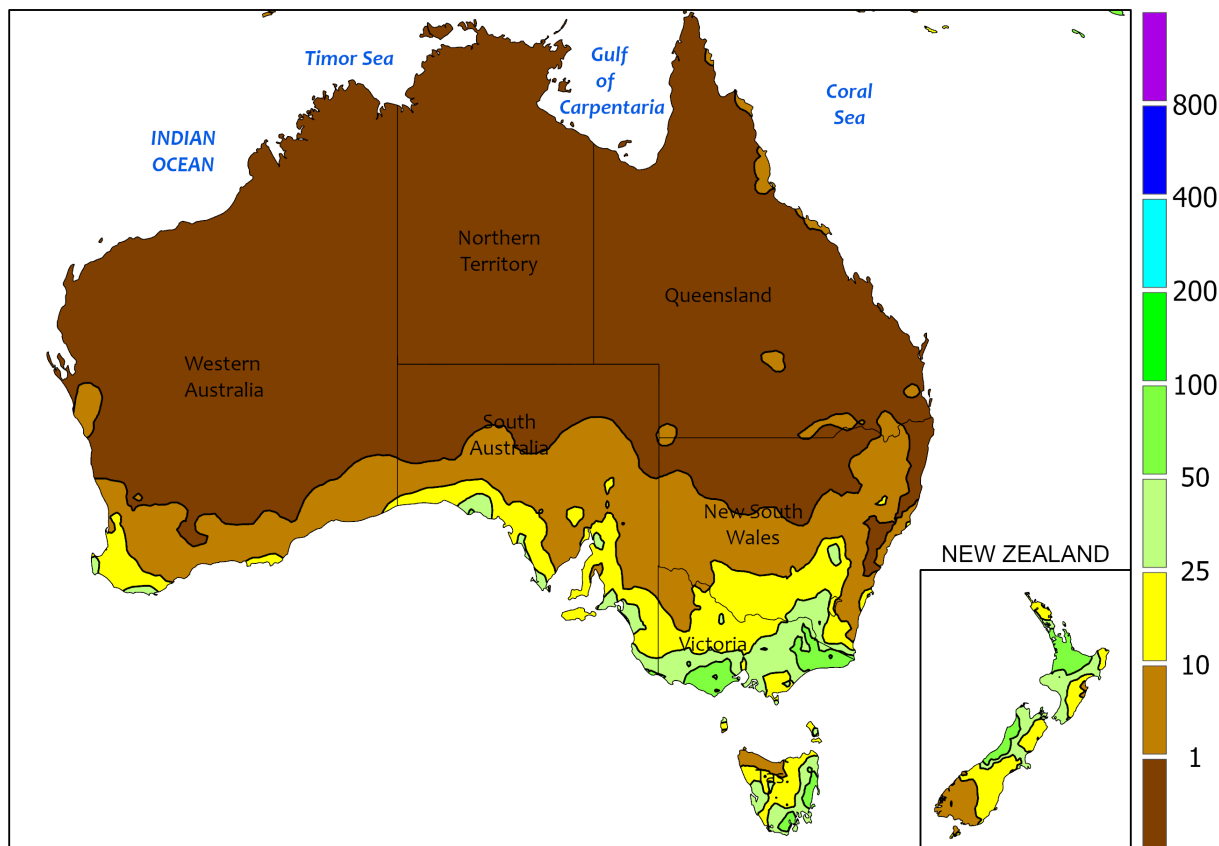 Timor Sea
Gulf
of
Carpentaria
Coral
Sea
INDIAN
OCEAN
Northern
Territory
Queensland
Western
Australia
South
Australia
New South
Wales
Victoria
NEW ZEALAND
800
400
200
100
50
25
10
1